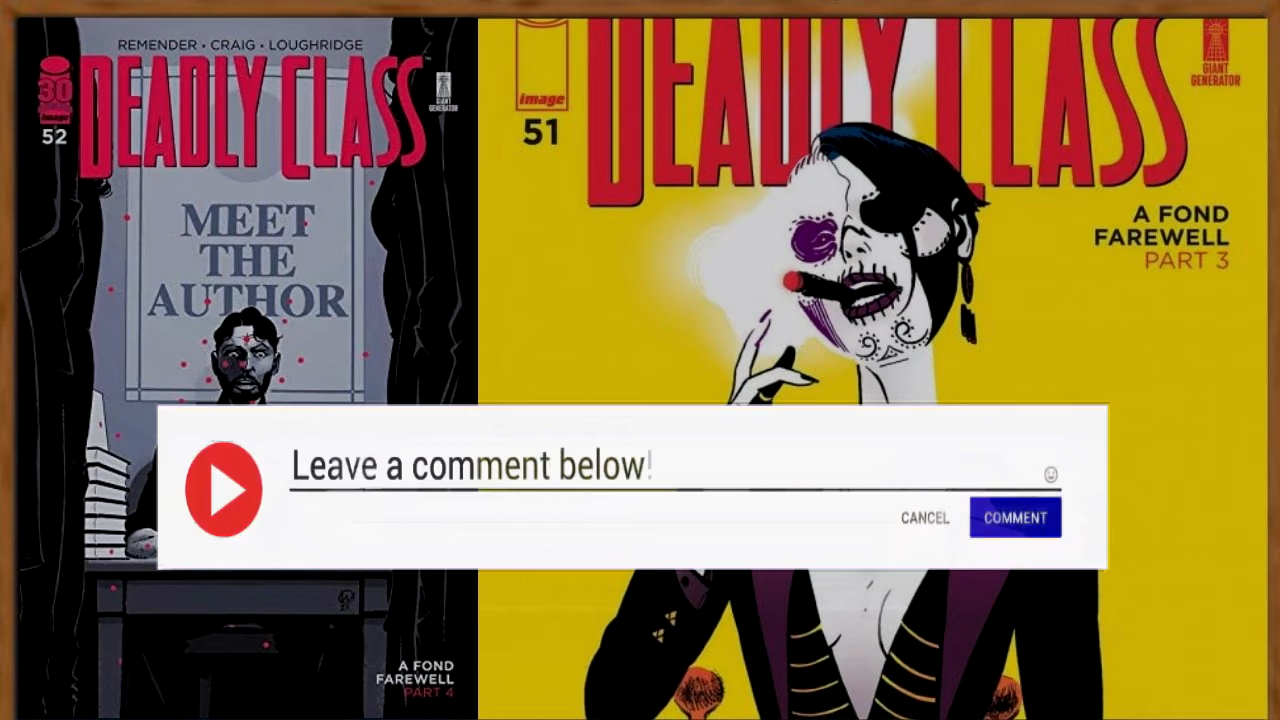 REMENDER • CRAIG • LOUGHRIDGE
DEADLY CLASS
30
image
52
GIANT
GENERATOR
MEET
THE
AUTHOR
A FOND
FAREWELL
PART 4
DEADLY CLASS
image
51
GIANT
GENERATOR
A FOND
FAREWELL
PART 3
Leave a comment below!
CANCEL
COMMENT